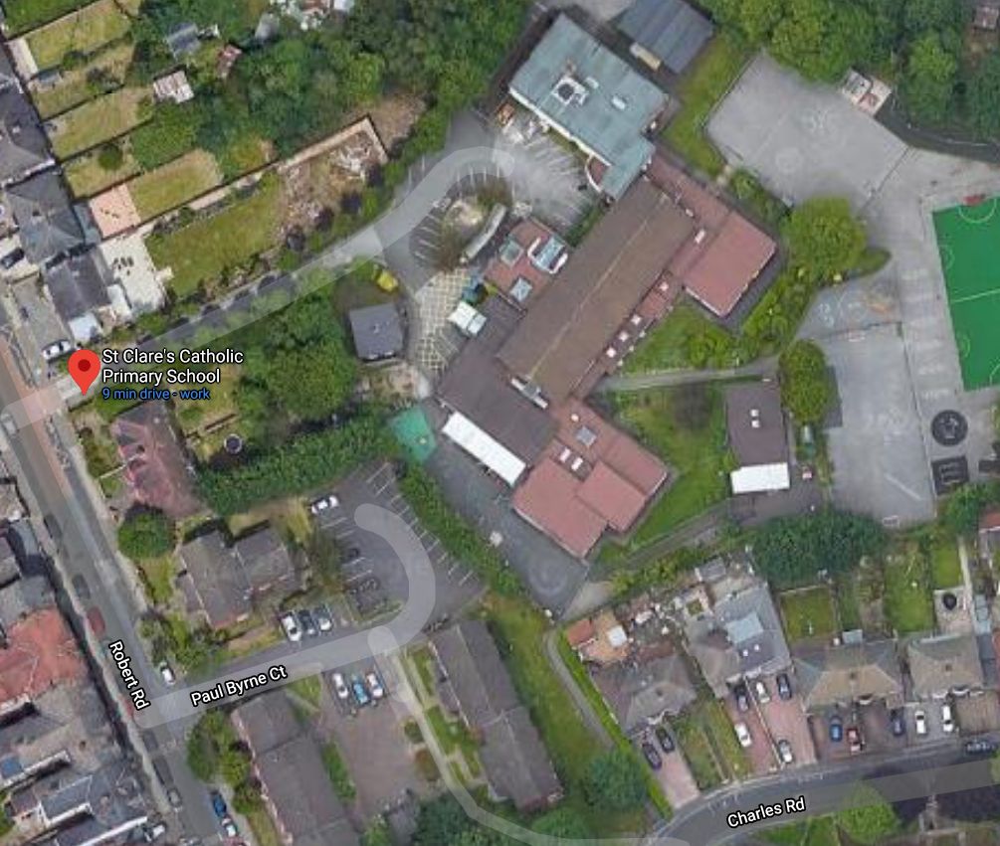 St Clare's Catholic
Primary School
9 min drive - work
Robert Rd
Paul Byrne Ct
Charles Rd